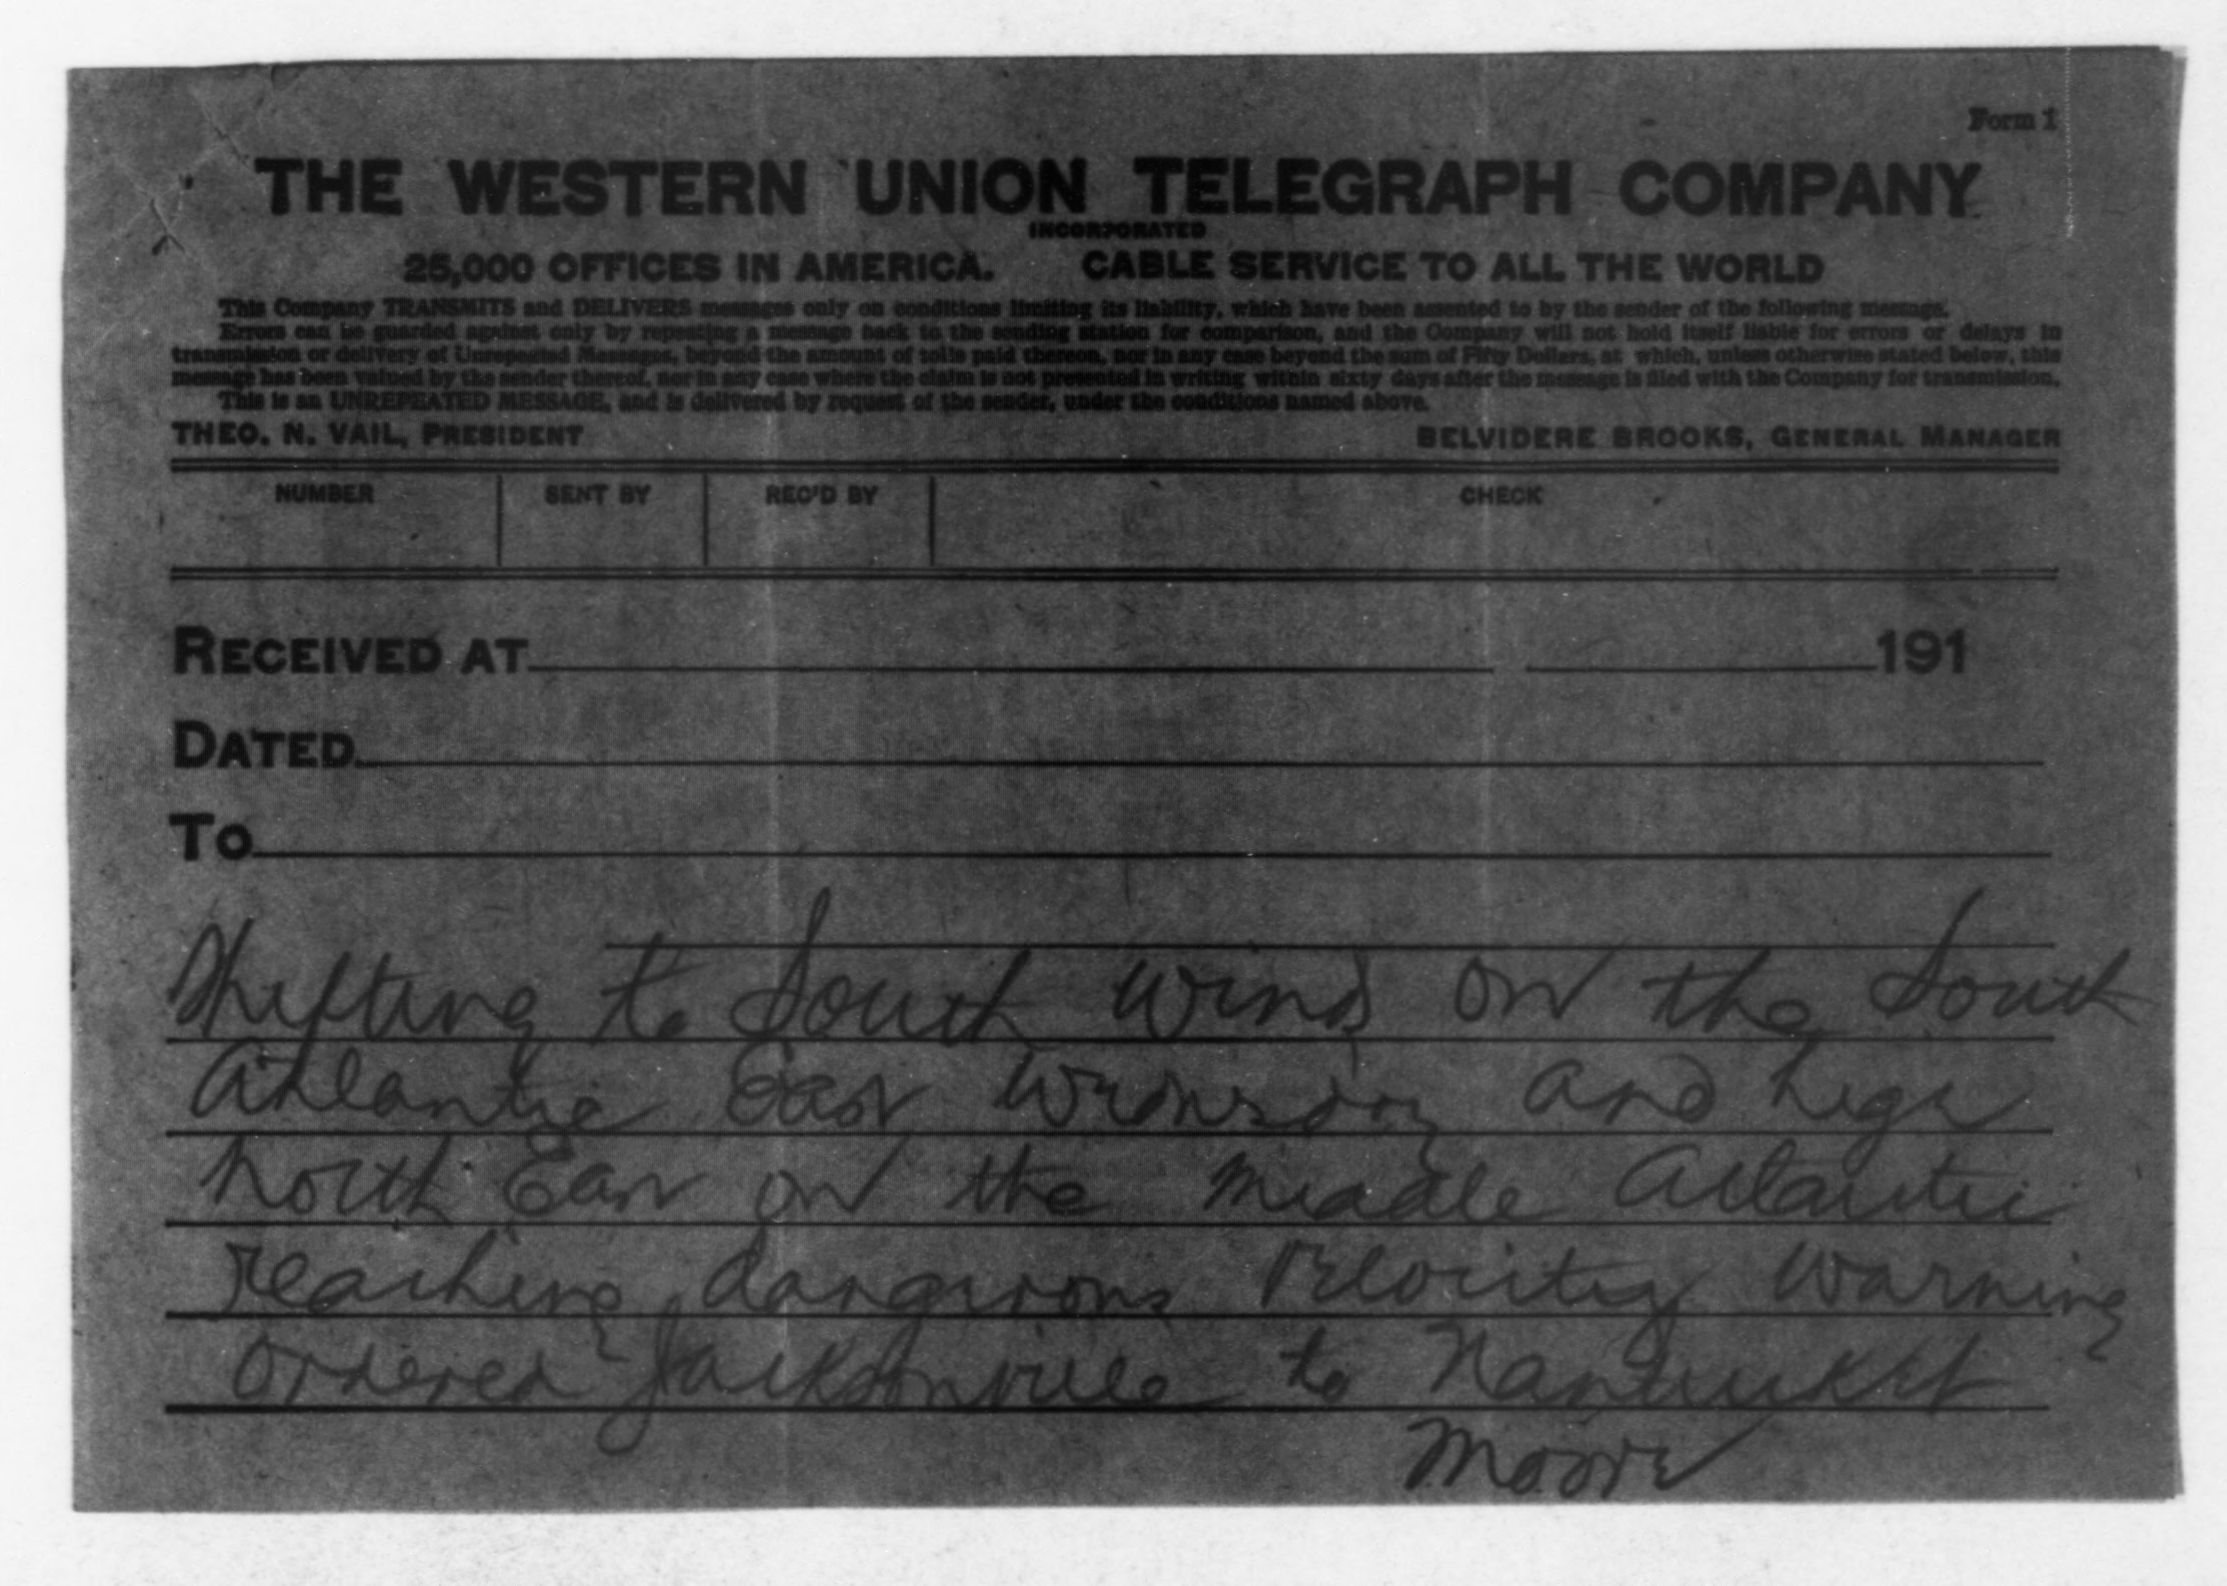 Form 1
THE WESTERN UNION TELEGRAPH COMPANY
INCORPORATED
25,000 OFFICES IN AMERICA. CABLE SERVICE TO ALL THE WORLD
This Company TRANSMITS and DELIVERS messages only on conditions limiting its liability, which have been assented to by the sender of the following message.
Errors can be guarded against only by repeating a message back to the sending station for comparison, and the Company will not hold itself liable for errors or delays in
transmission or delivery of Unrepeated Messages, beyond the amount of tolls paid thereon, nor in any case beyond the sum of Fifty Dollars, at which, unless otherwise stated below, this
message has been valued by the sender thereof, nor in any case where the claim is not presented in writing within sixty days after the message is filed with the Company for transmission.
This is an UNREPEATED MESSAGE, and is delivered by request of the sender, under the conditions named above.
THEO. N. VAIL, PRESIDENT BELVIDERE BROOKS, GENERAL MANAGER
NUMBER SENT BY REC'D BY CHECK
RECEIVED AT 191
DATED
TO
Shifting to South Winds on the South
Atlantic East Wednesday and high
North East on the Middle Atlantic
reaching dangerous velocity Warning
ordered Jacksonville to Nantucket
Moore